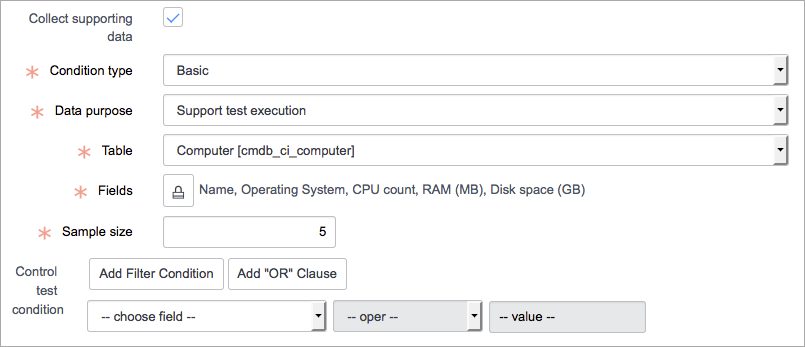 Collect supporting
data
Condition type
Basic
Data purpose
Support test execution
Table
Computer [cmdb_ci_computer]
Fields
Name, Operating System, CPU count, RAM (MB), Disk space (GB)
Sample size
5
Control
test
condition
Add Filter Condition
Add "OR" Clause
-- choose field --
-- oper --
-- value --